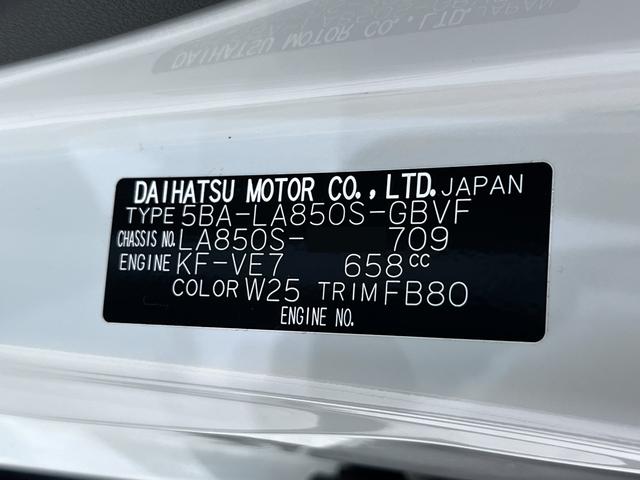 DAIHATSU MOTOR CO., LTD. JAPAN
TYPE 5BA-LA850S-GBVF
CHASSIS NO. LA850S- 709
ENGINE KF-VE7 658cc
COLOR W25 TRIM FB80
ENGINE NO.